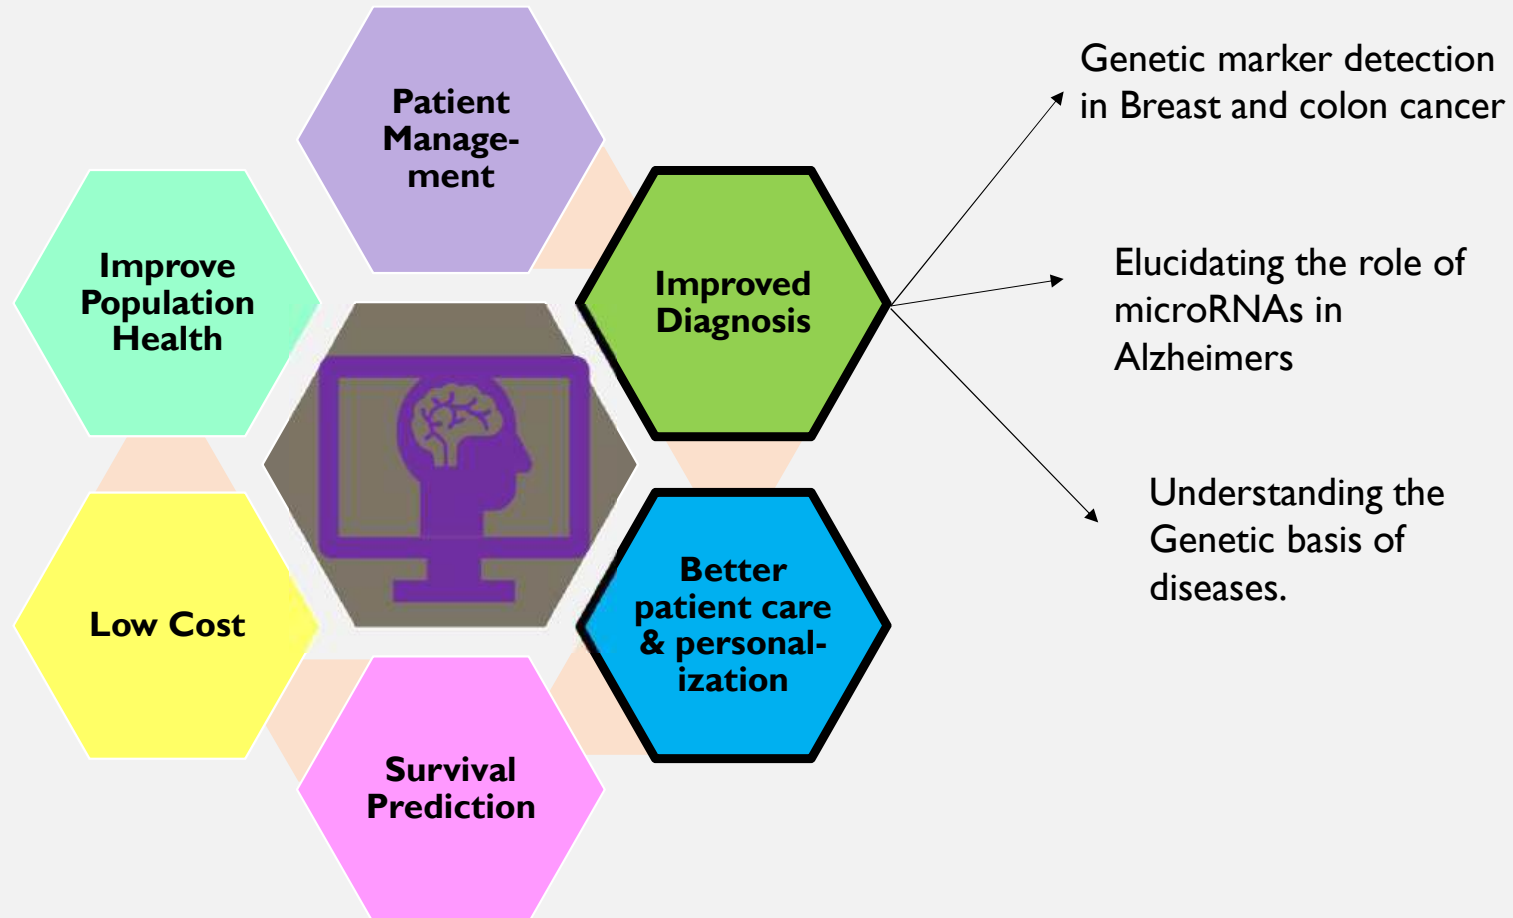 Patient
Manage-
ment
Improve
Population
Health
Improved
Diagnosis
Low Cost
Better
patient care
& personal-
ization
Survival
Prediction
Genetic marker detection
in Breast and colon cancer
Elucidating the role of
microRNAs in
Alzheimers
Understanding the
Genetic basis of
diseases.